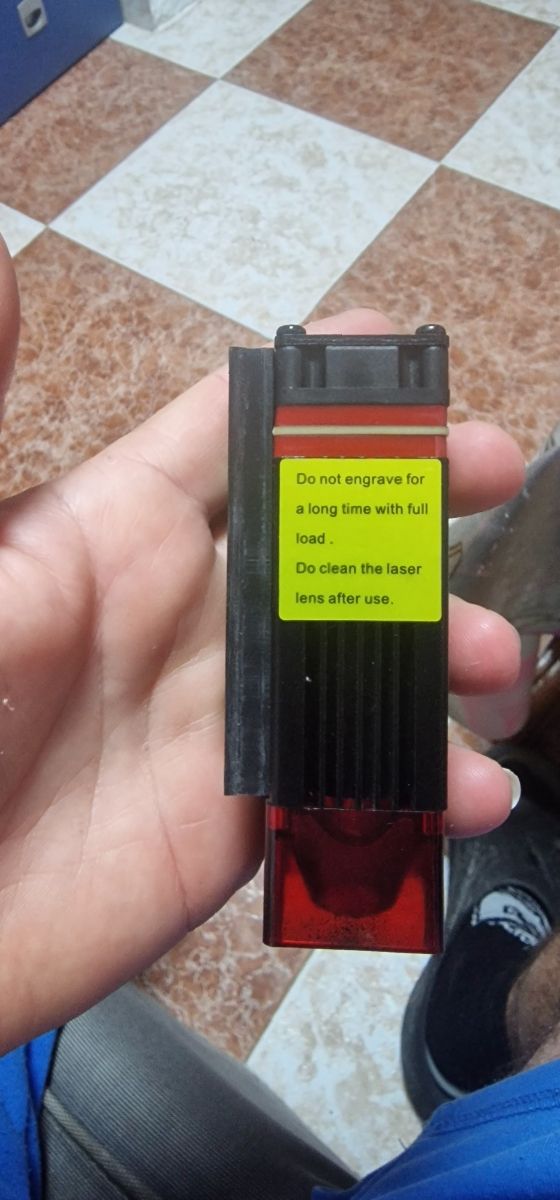 Do not engrave for
a long time with full
load .
Do clean the laser
lens after use.